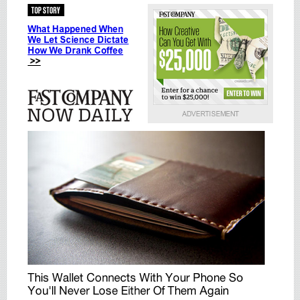 TOP STORY
What Happened When
We Let Science Dictate
How We Drank Coffee
>>
FAST COMPANY
How Creative
Can You Get With
$25,000
Enter for a chance
to win $25,000!
ENTER TO WIN
ADVERTISEMENT
FAST COMPANY
NOW DAILY
This Wallet Connects With Your Phone So
You'll Never Lose Either Of Them Again